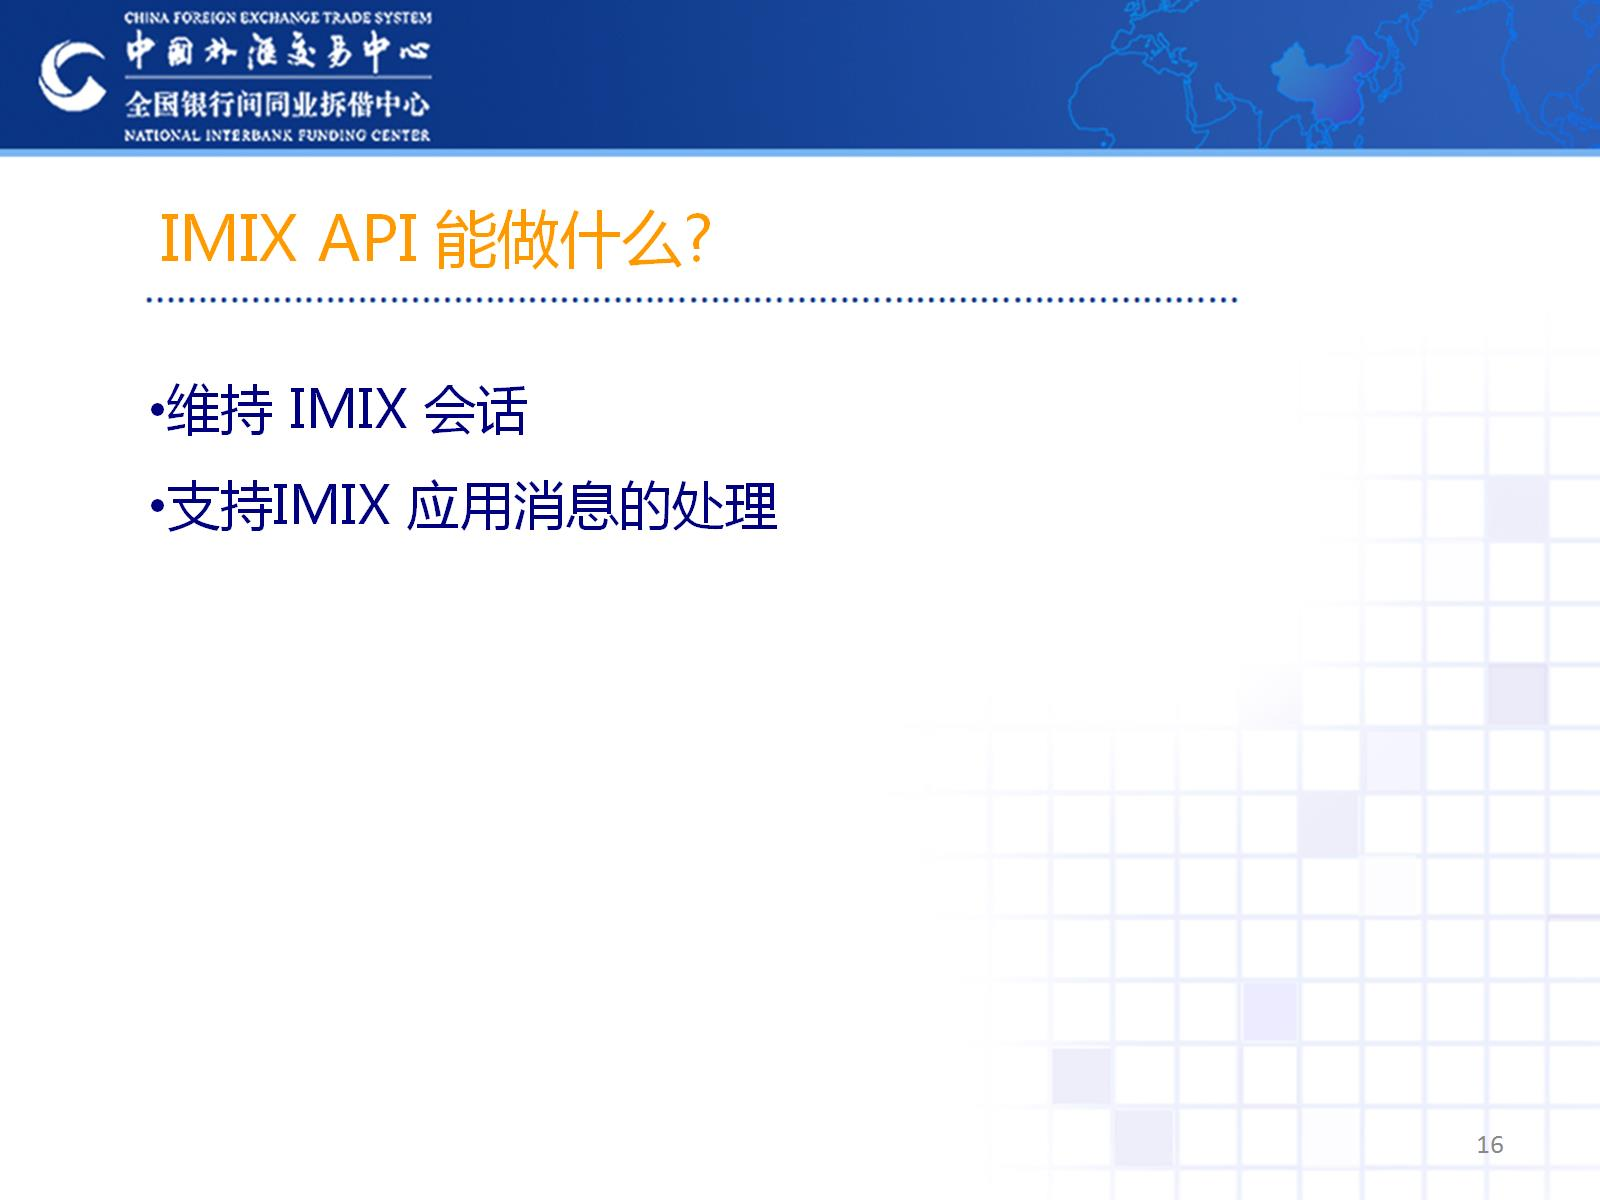 CHINA FOREIGN EXCHANGE TRADE SYSTEM
中国外汇交易中心
全国银行间同业拆借中心
NATIONAL INTERBANK FUNDING CENTER
IMIX API 能做什么?
•维持 IMIX 会话
•支持IMIX 应用消息的处理
16